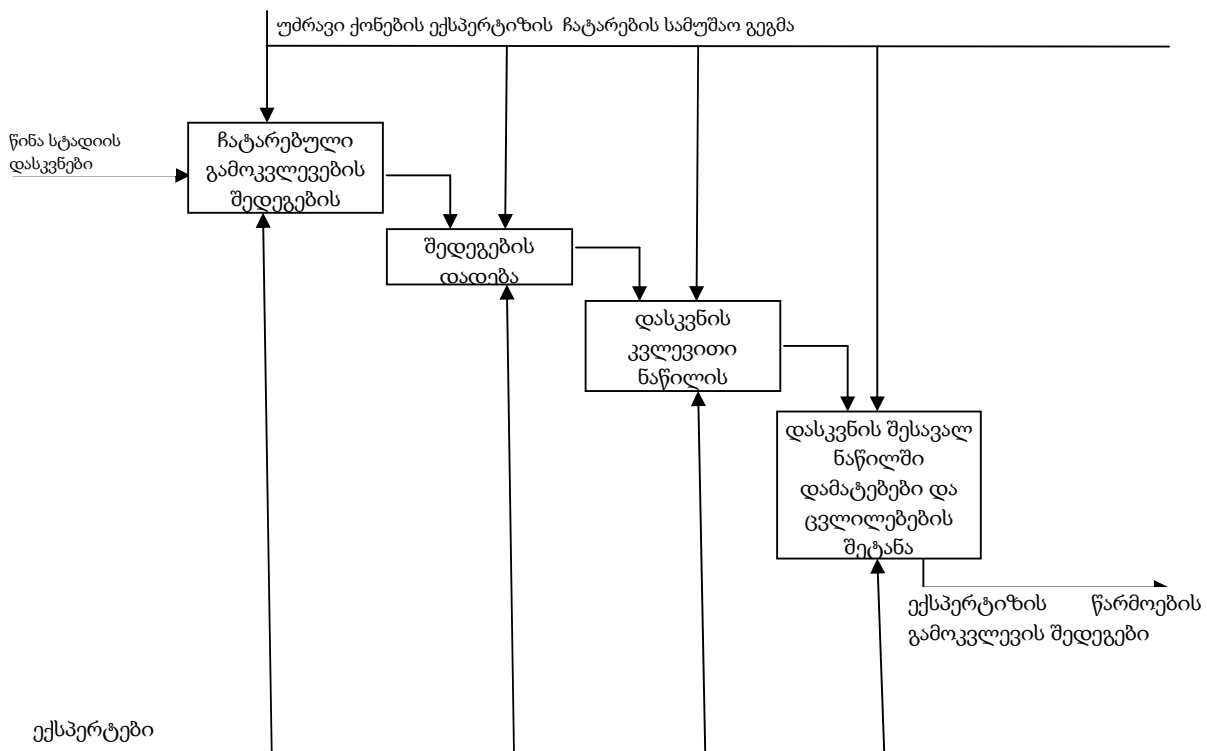 უძრავი ქონების ექსპერტიზის ჩატარების სამუშაო გეგმა
წინა სტადიის
დასკვნები
ჩატარებული
გამოკვლევების
შედეგების
შედეგების
დადება
დასკვნის
კვლევითი
ნაწილის
დასკვნის შესავალ
ნაწილში
დამატებები და
ცვლილებების
შეტანა
ექსპერტიზის წარმოების
გამოკვლევის შედეგები
ექსპერტები